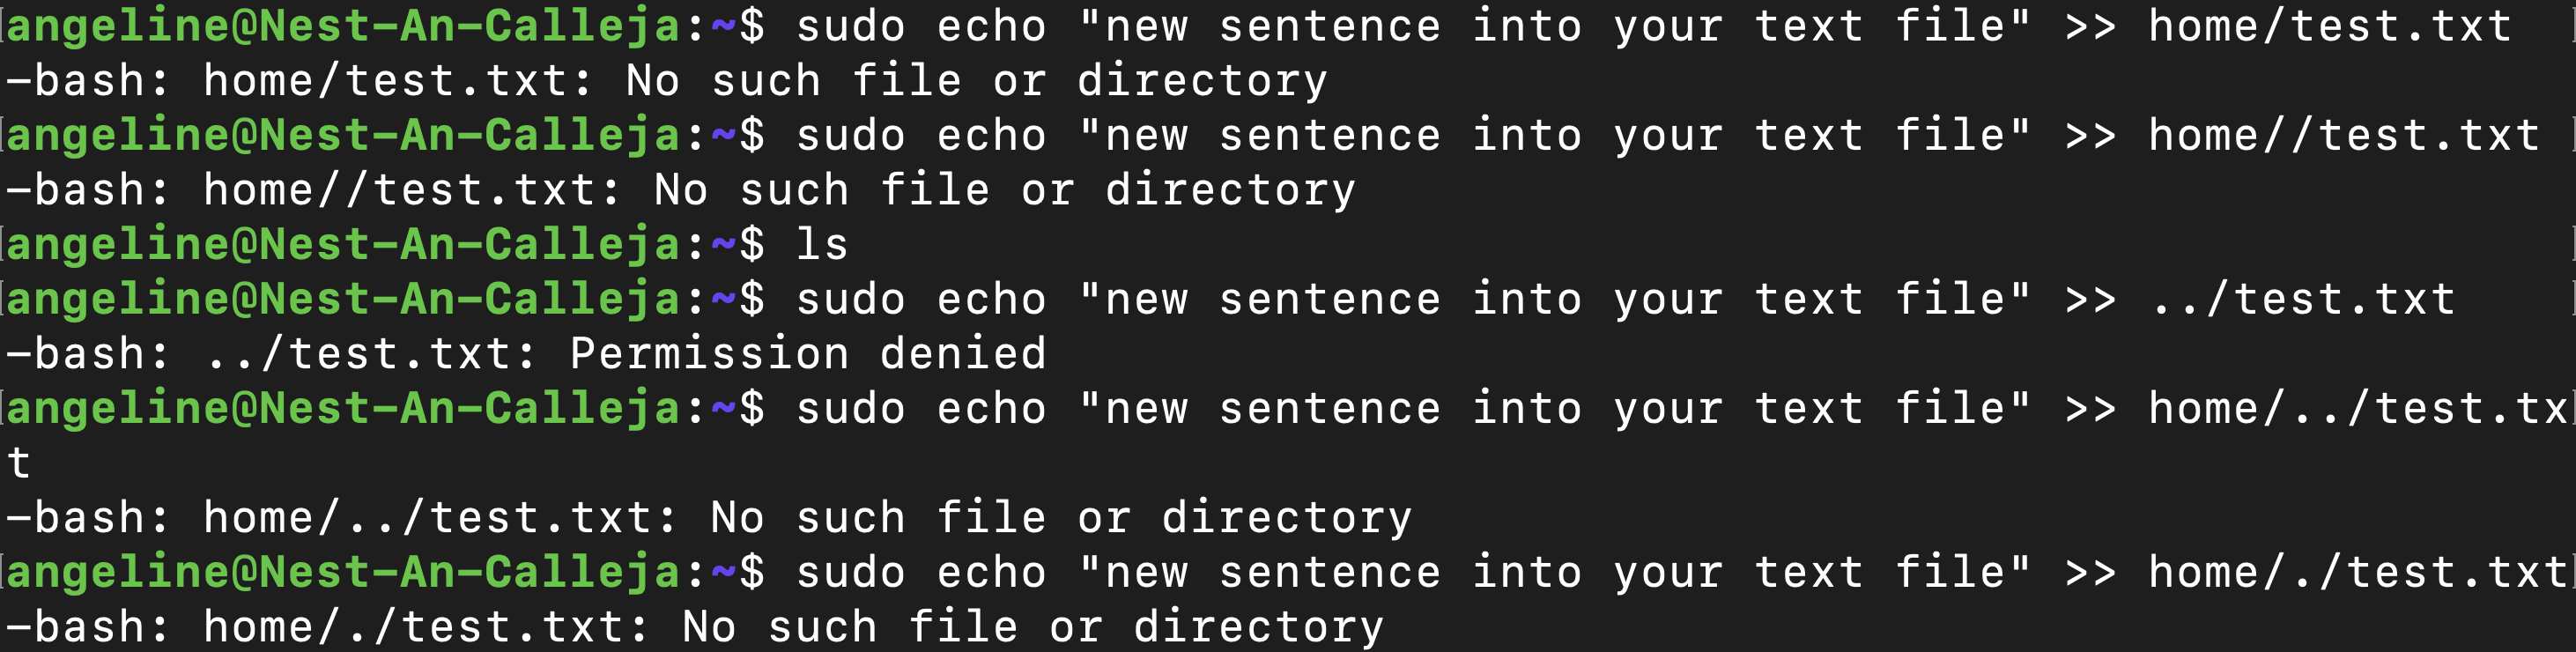 angeline@Nest-An-Calleja:~$ sudo echo "new sentence into your text file" >> home/test.txt
-bash: home/test.txt: No such file or directory
angeline@Nest-An-Calleja:~$ sudo echo "new sentence into your text file" >> home//test.txt
-bash: home//test.txt: No such file or directory
angeline@Nest-An-Calleja:~$ ls
angeline@Nest-An-Calleja:~$ sudo echo "new sentence into your text file" >> ../test.txt
-bash: ../test.txt: Permission denied
angeline@Nest-An-Calleja:~$ sudo echo "new sentence into your text file" >> home/../test.tx
t
-bash: home/../test.txt: No such file or directory
angeline@Nest-An-Calleja:~$ sudo echo "new sentence into your text file" >> home/./test.txt
-bash: home/./test.txt: No such file or directory